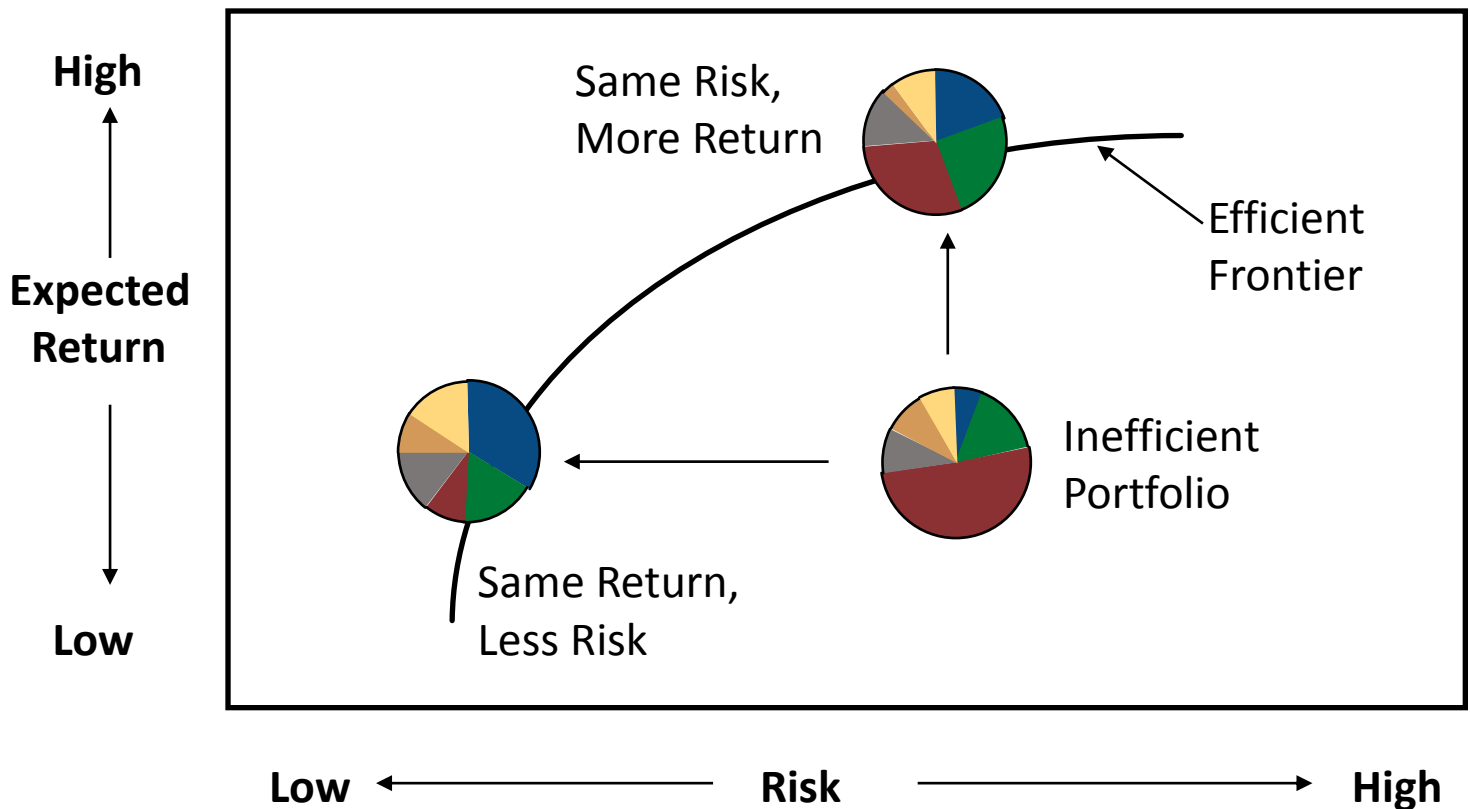 High
Expected
Return
Low
Same Risk,
More Return
Efficient
Frontier
Inefficient
Portfolio
Same Return,
Less Risk
Low
Risk
High